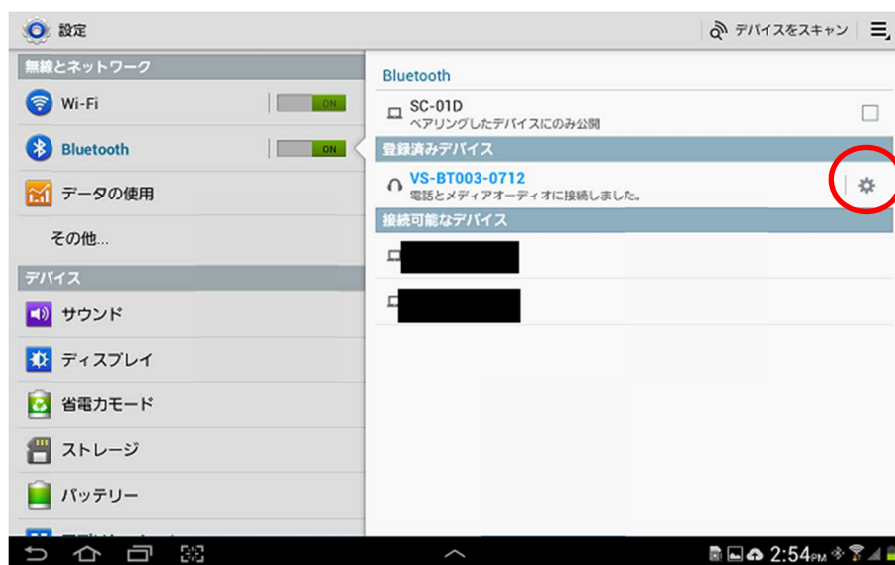 設定
デバイスをスキャン
無線とネットワーク
Wi-Fi
ON
Bluetooth
ON
データの使用
その他...
デバイス
サウンド
ディスプレイ
省電力モード
ストレージ
バッテリー
Bluetooth
SC-01D
ペアリングしたデバイスにのみ公開
登録済みデバイス
VS-BT003-0712
電話とメディアオーディオに接続しました。
接続可能なデバイス
2:54PM